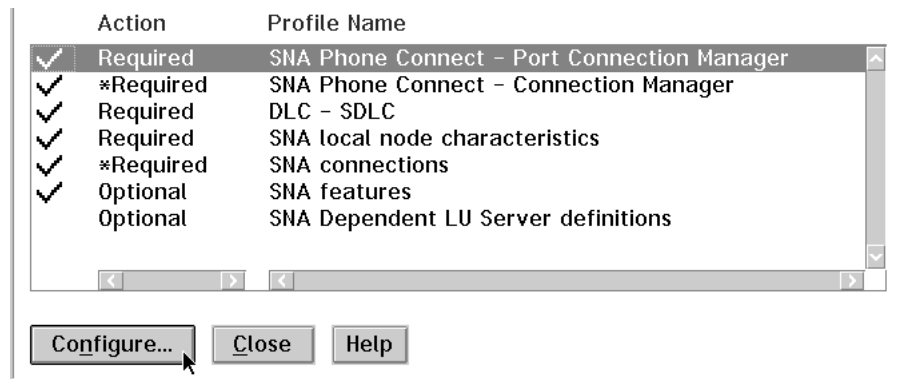 Action Profile Name
Required SNA Phone Connect – Port Connection Manager
*Required SNA Phone Connect – Connection Manager
Required DLC – SDLC
Required SNA local node characteristics
*Required SNA connections
Optional SNA features
Optional SNA Dependent LU Server definitions
Configure... Close Help